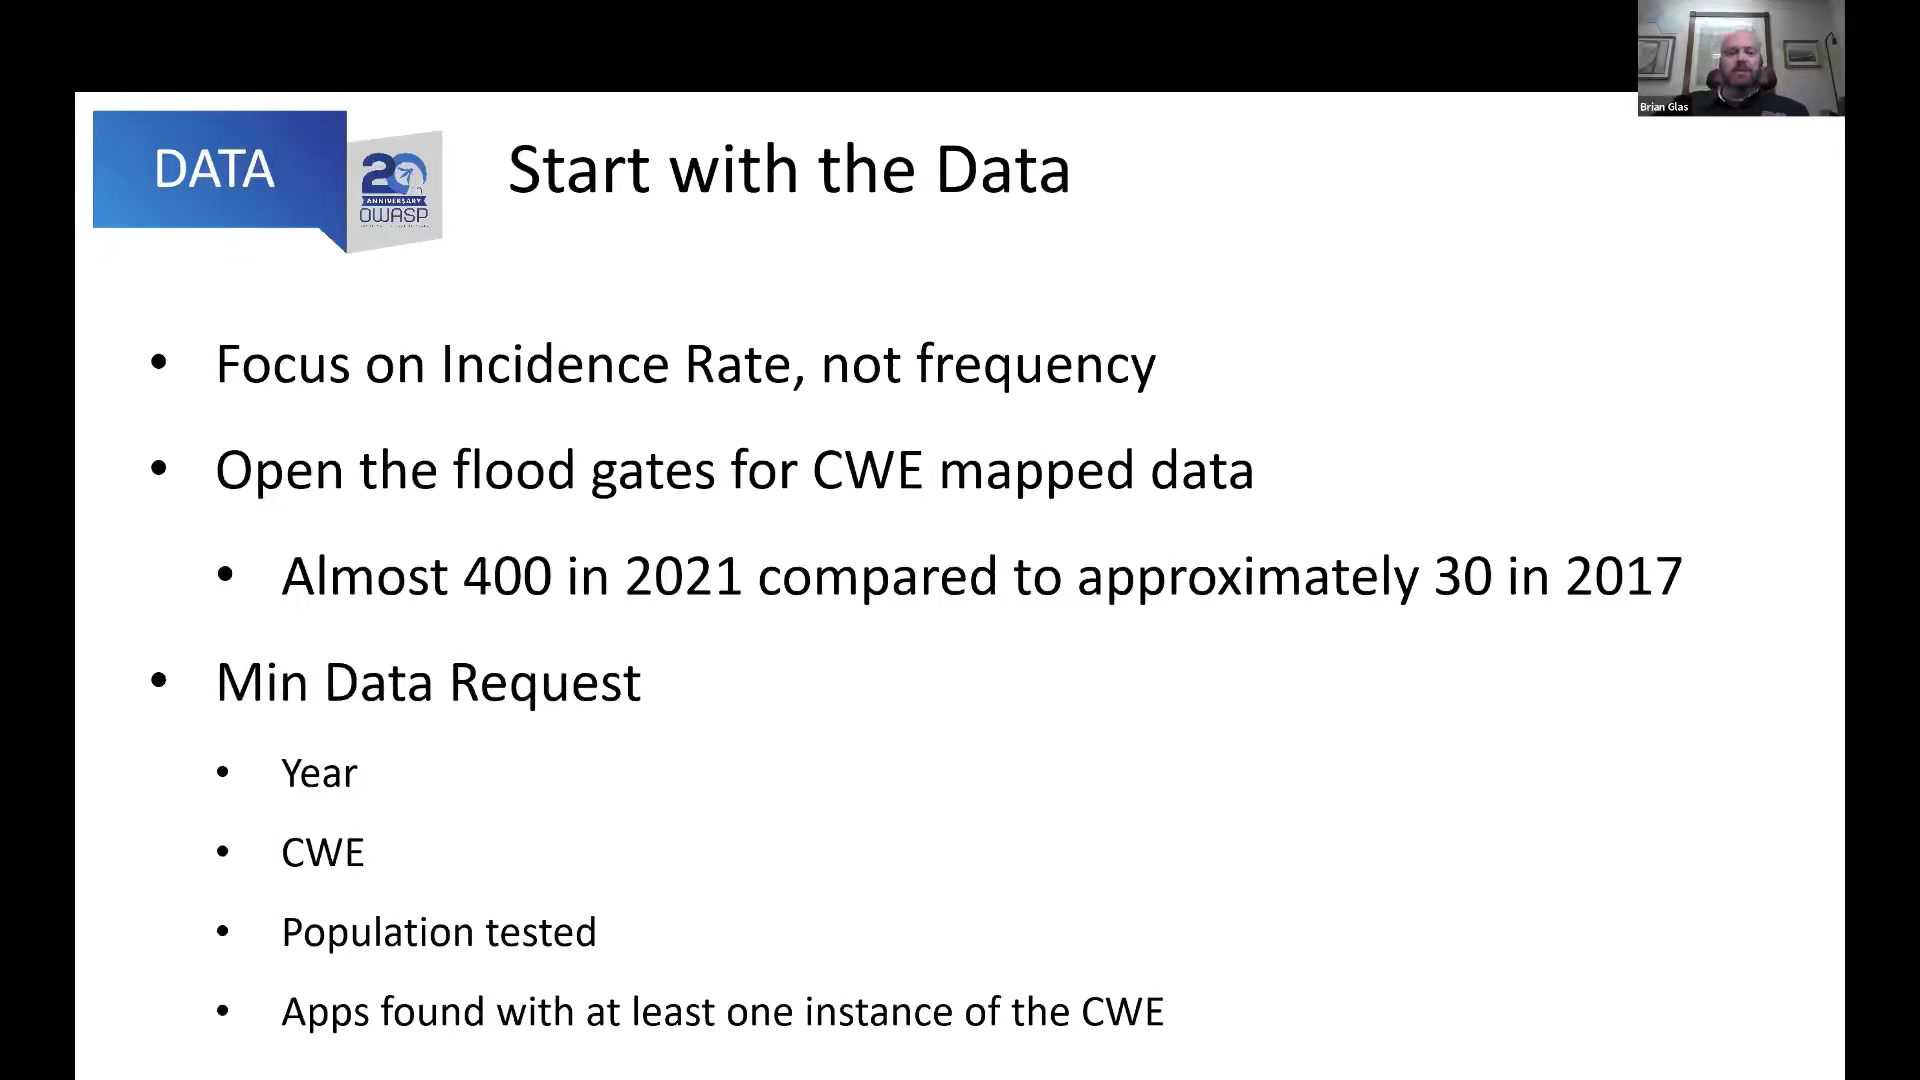 Brian Glas
DATA
20th
ANNIVERSARY
OWASP
Start with the Data
• Focus on Incidence Rate, not frequency
• Open the flood gates for CWE mapped data
• Almost 400 in 2021 compared to approximately 30 in 2017
• Min Data Request
• Year
• CWE
• Population tested
• Apps found with at least one instance of the CWE